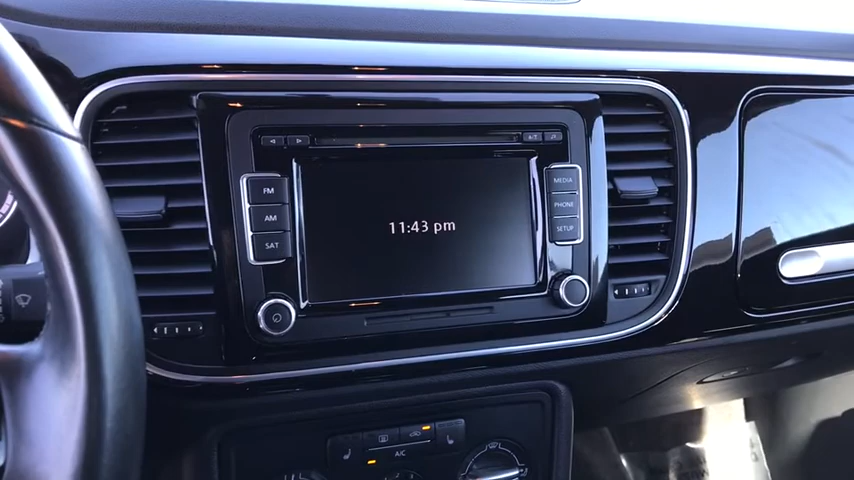 FM
AM
SAT
11:43 pm
MEDIA
PHONE
SETUP
A/C